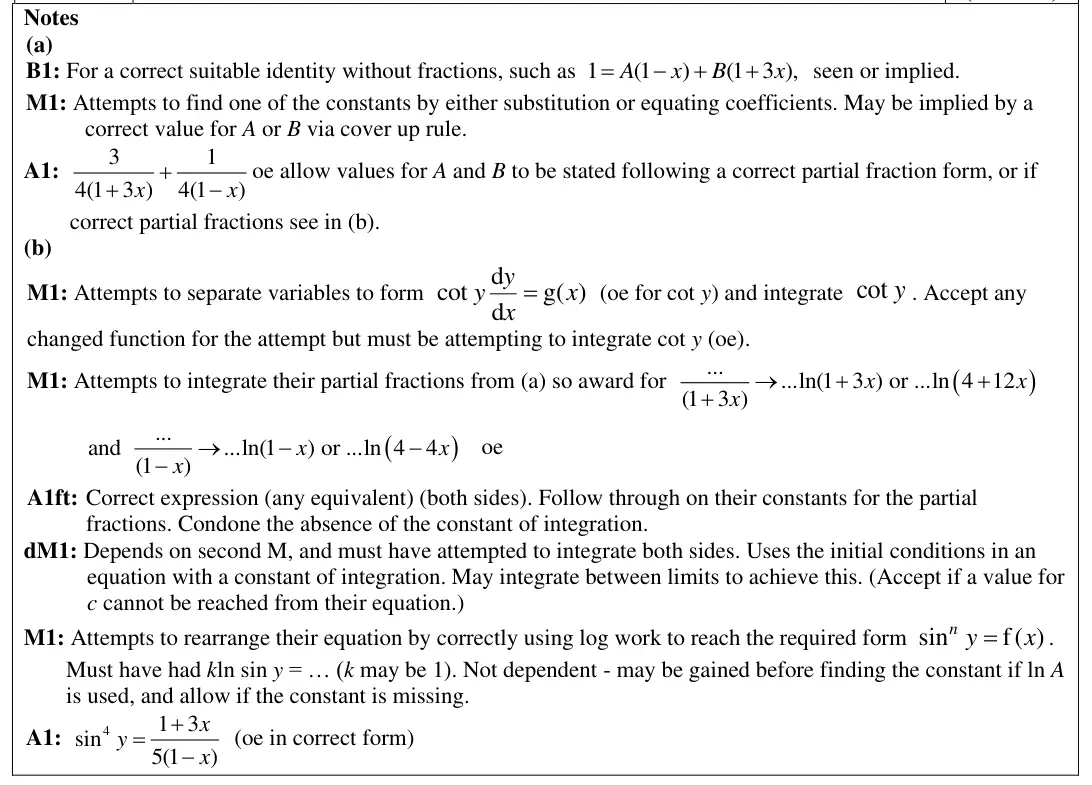 Notes
(a)
B1: For a correct suitable identity without fractions, such as 1 = A(1 − x) + B(1 + 3x), seen or implied.
M1: Attempts to find one of the constants by either substitution or equating coefficients. May be implied by a
correct value for A or B via cover up rule.
A1: 3/(4(1 + 3x)) + 1/(4(1 − x)) oe allow values for A and B to be stated following a correct partial fraction form, or if
correct partial fractions see in (b).
(b)
M1: Attempts to separate variables to form cot y dy/dx = g(x) (oe for cot y) and integrate cot y . Accept any
changed function for the attempt but must be attempting to integrate cot y (oe).
M1: Attempts to integrate their partial fractions from (a) so award for .../(1 + 3x) → ...ln(1 + 3x) or ...ln(4 + 12x)
and .../(1 − x) → ...ln(1 − x) or ...ln(4 − 4x) oe
A1ft: Correct expression (any equivalent) (both sides). Follow through on their constants for the partial
fractions. Condone the absence of the constant of integration.
dM1: Depends on second M, and must have attempted to integrate both sides. Uses the initial conditions in an
equation with a constant of integration. May integrate between limits to achieve this. (Accept if a value for
c cannot be reached from their equation.)
M1: Attempts to rearrange their equation by correctly using log work to reach the required form sinⁿ y = f(x).
Must have had kln sin y = … (k may be 1). Not dependent - may be gained before finding the constant if ln A
is used, and allow if the constant is missing.
A1: sin⁴ y = (1 + 3x)/(5(1 − x)) (oe in correct form)